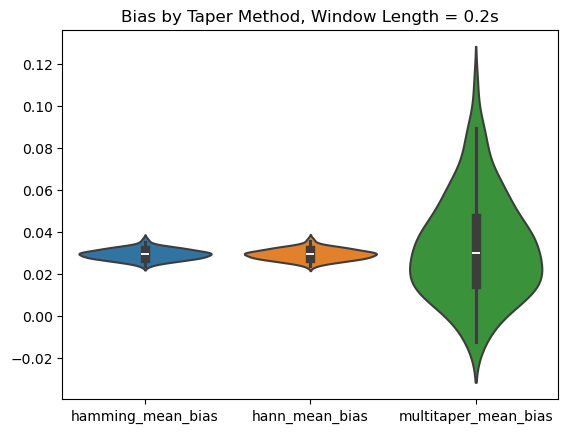 Bias by Taper Method, Window Length = 0.2s
0.12
0.10
0.08
0.06
0.04
0.02
0.00
−0.02
hamming_mean_bias
hann_mean_bias
multitaper_mean_bias